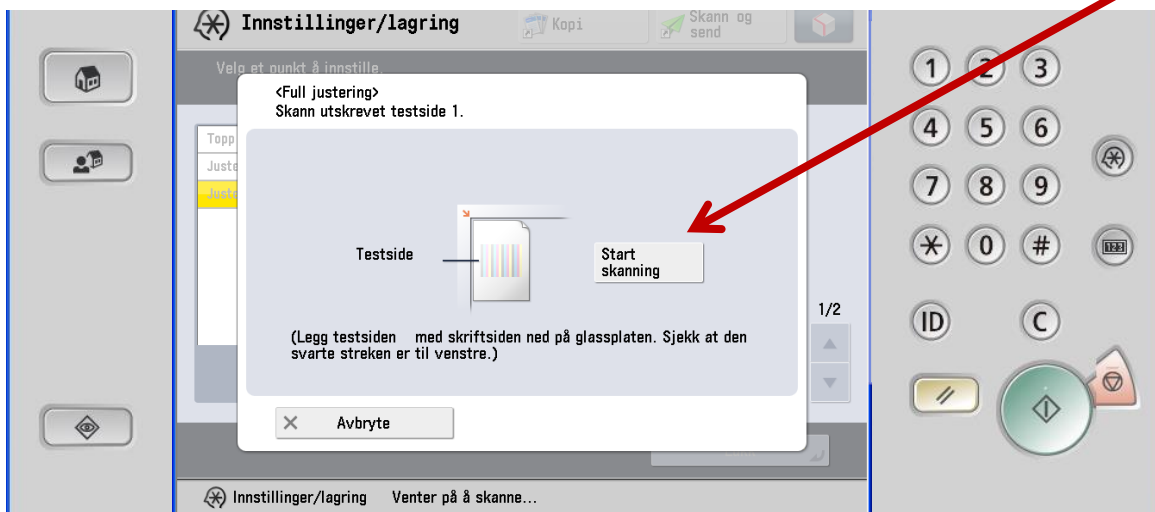 Innstillinger/lagring
Kopi
Skann og
send
Velg et punkt å innstille.
<Full justering>
Skann utskrevet testside 1.
Topp
Juste
Juste
Testside
Start
skanning
1/2
(Legg testsiden med skriftsiden ned på glassplaten. Sjekk at den
svarte streken er til venstre.)
Avbryte
Innstillinger/lagring Venter på å skanne...
1 2 3
4 5 6
7 8 9
* 0 #
123
ID C